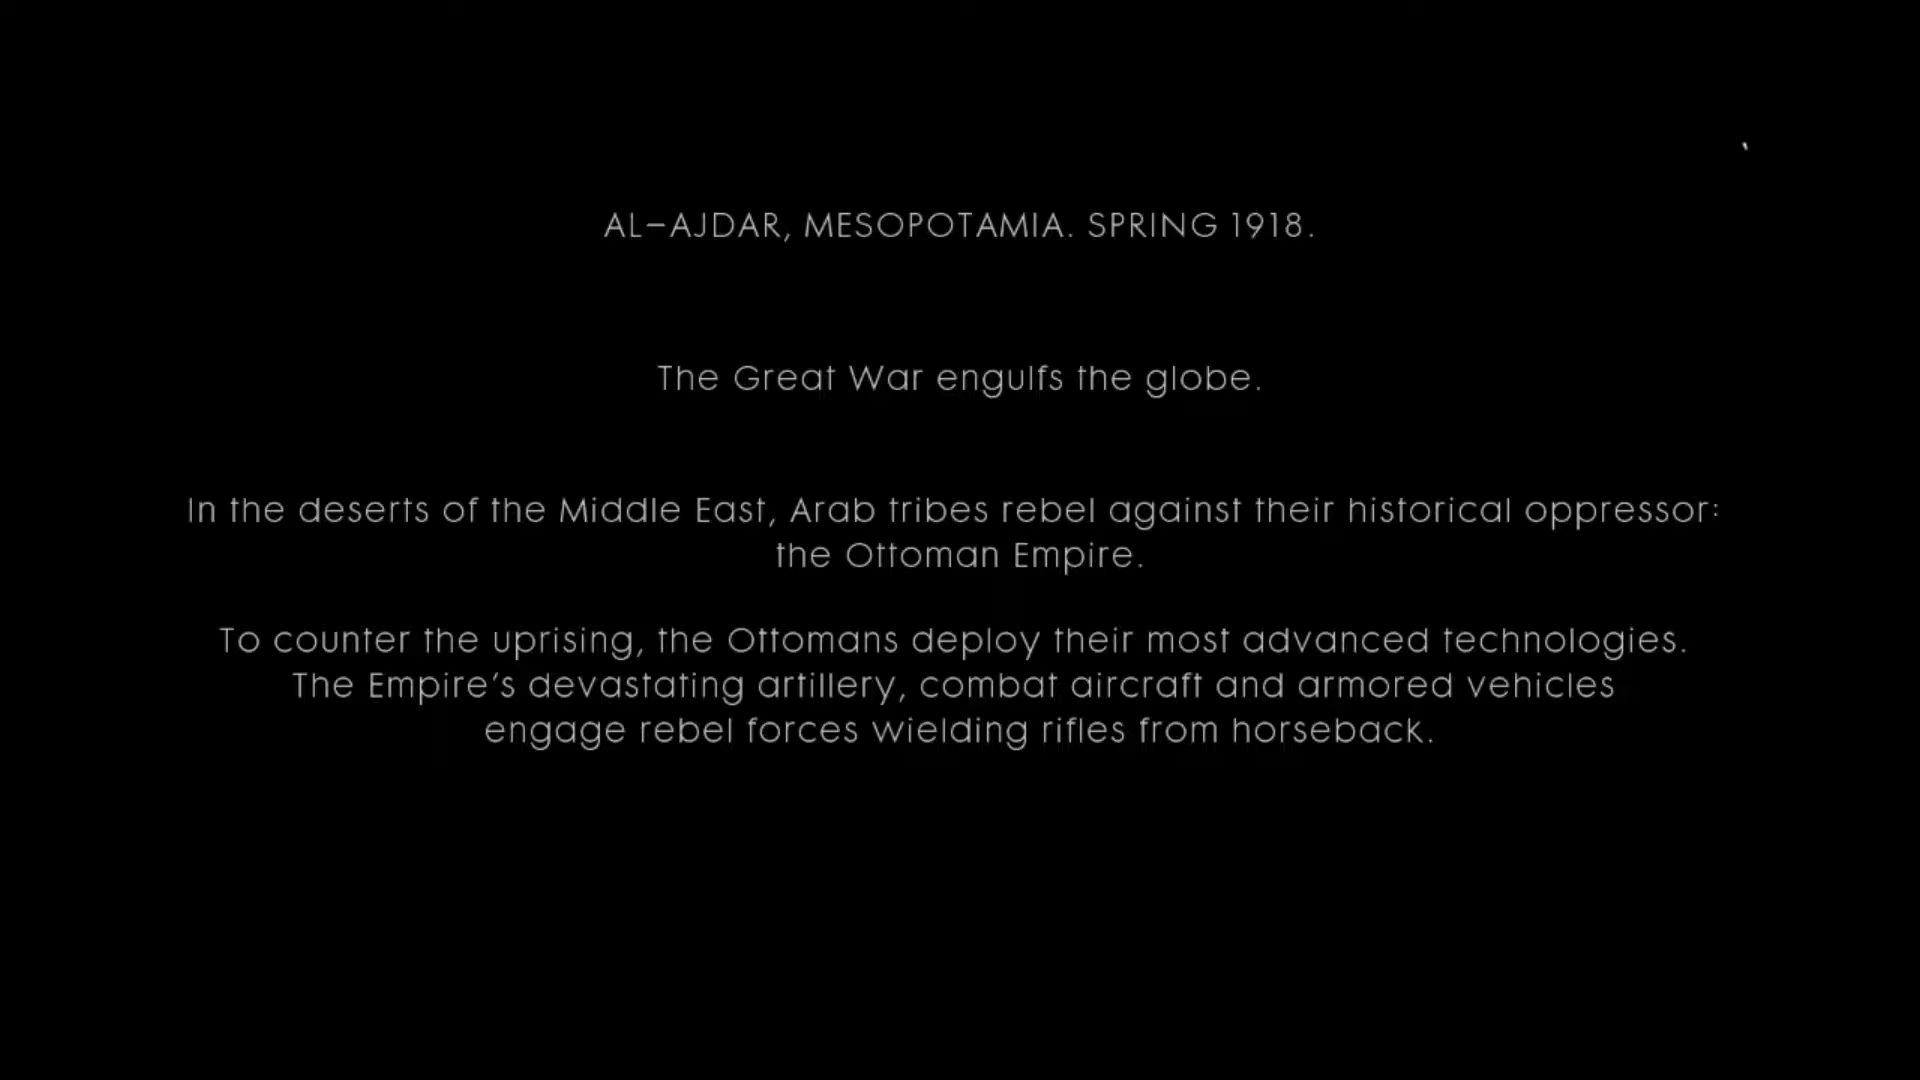 AL-AJDAR, MESOPOTAMIA. SPRING 1918.
The Great War engulfs the globe.
In the deserts of the Middle East, Arab tribes rebel against their historical oppressor:
the Ottoman Empire.
To counter the uprising, the Ottomans deploy their most advanced technologies.
The Empire's devastating artillery, combat aircraft and armored vehicles
engage rebel forces wielding rifles from horseback.